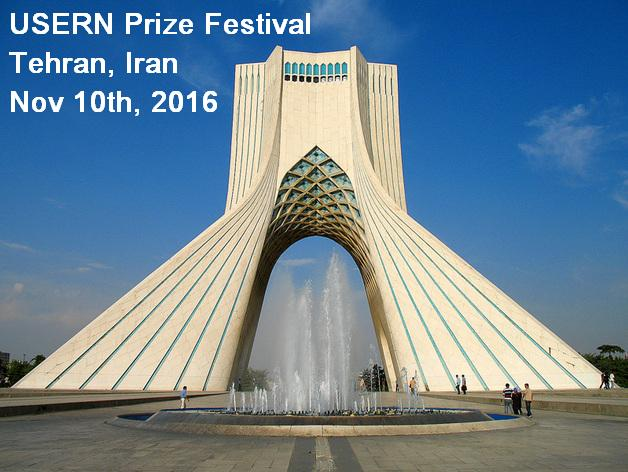 USERN Prize Festival
Tehran, Iran
Nov 10th, 2016